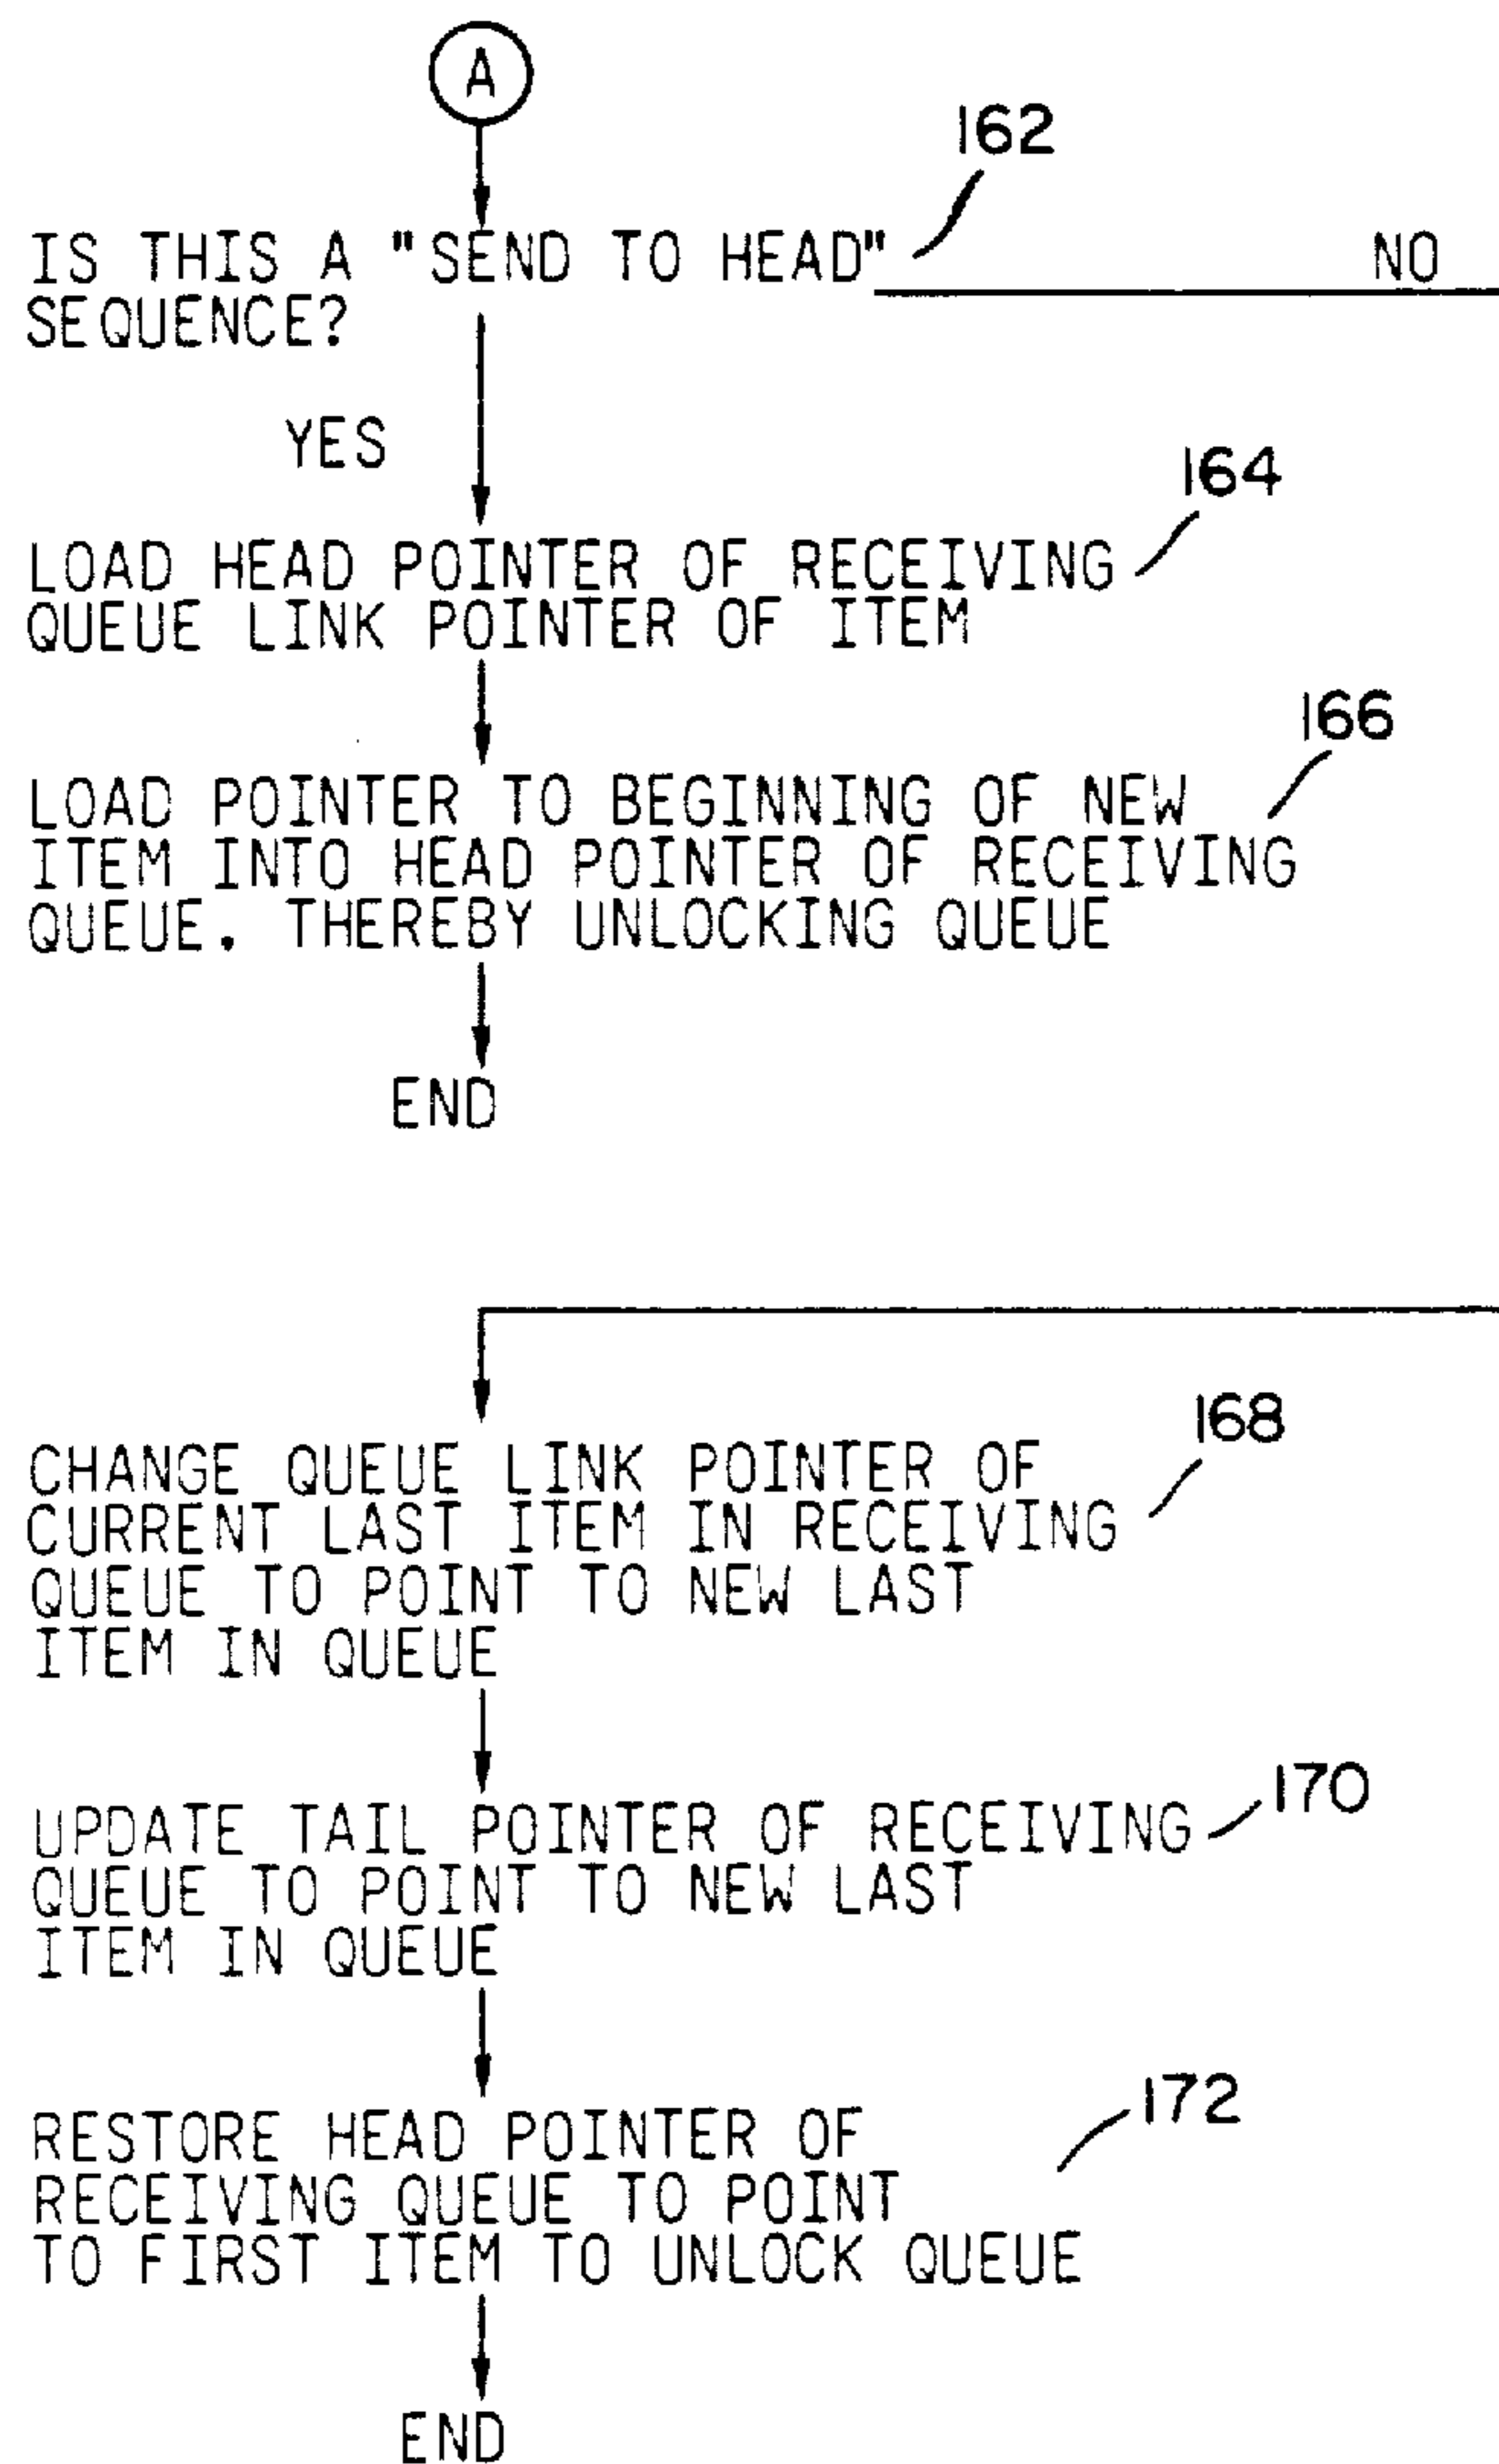 A
162
IS THIS A "SEND TO HEAD"
NO
SEQUENCE?
YES
164
LOAD HEAD POINTER OF RECEIVING
QUEUE LINK POINTER OF ITEM
166
LOAD POINTER TO BEGINNING OF NEW
ITEM INTO HEAD POINTER OF RECEIVING
QUEUE. THEREBY UNLOCKING QUEUE
END
168
CHANGE QUEUE LINK POINTER OF
CURRENT LAST ITEM IN RECEIVING
QUEUE TO POINT TO NEW LAST
ITEM IN QUEUE
170
UPDATE TAIL POINTER OF RECEIVING
QUEUE TO POINT TO NEW LAST
ITEM IN QUEUE
172
RESTORE HEAD POINTER OF
RECEIVING QUEUE TO POINT
TO FIRST ITEM TO UNLOCK QUEUE
END